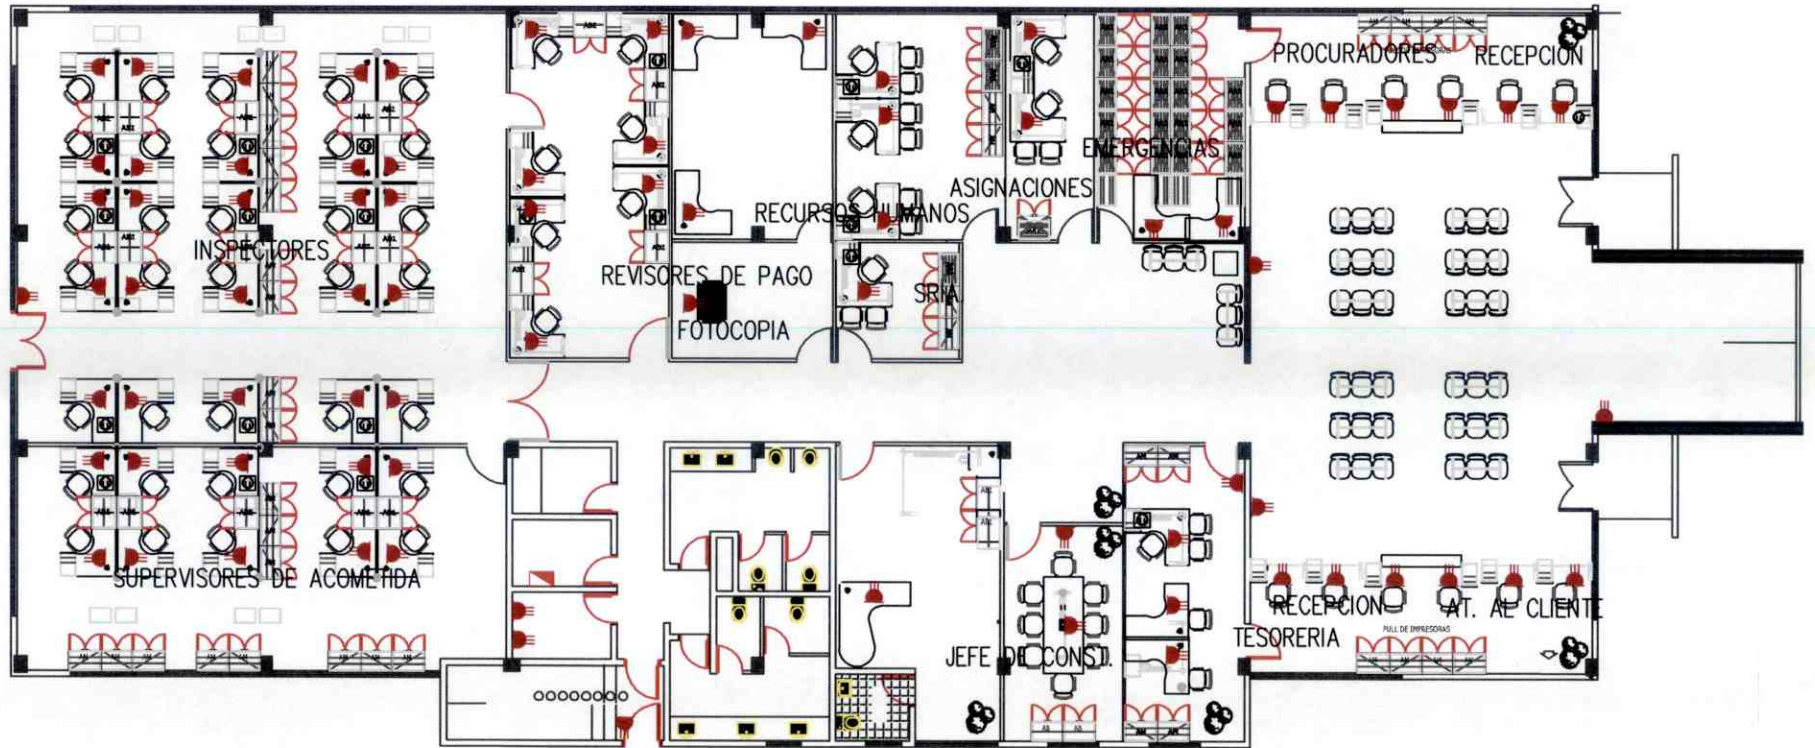 PROCURADORES
RECEPCION
EMERGENCIAS
ASIGNACIONES
RECURSOS HUMANOS
INSPECTORES
REVISORES DE PAGO
SRIA
FOTOCOPIA
SUPERVISORES DE ACOMETIDA
RECEPCION
AT. AL CLIENTE
TESORERIA
PULL DE IMPRESORAS
JEFE DE CONST.